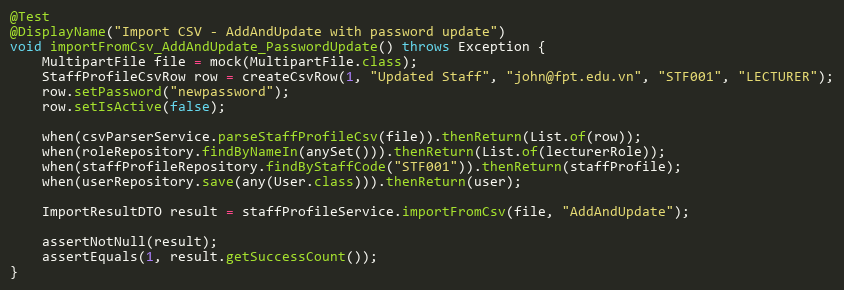 @Test
@DisplayName("Import CSV - AddAndUpdate with password update")
void importFromCsv_AddAndUpdate_PasswordUpdate() throws Exception {
    MultipartFile file = mock(MultipartFile.class);
    StaffProfileCsvRow row = createCsvRow(1, "Updated Staff", "john@fpt.edu.vn", "STF001", "LECTURER");
    row.setPassword("newpassword");
    row.setIsActive(false);

    when(csvParserService.parseStaffProfileCsv(file)).thenReturn(List.of(row));
    when(roleRepository.findByNameIn(anySet())).thenReturn(List.of(lecturerRole));
    when(staffProfileRepository.findByStaffCode("STF001")).thenReturn(staffProfile);
    when(userRepository.save(any(User.class))).thenReturn(user);

    ImportResultDTO result = staffProfileService.importFromCsv(file, "AddAndUpdate");

    assertNotNull(result);
    assertEquals(1, result.getSuccessCount());
}